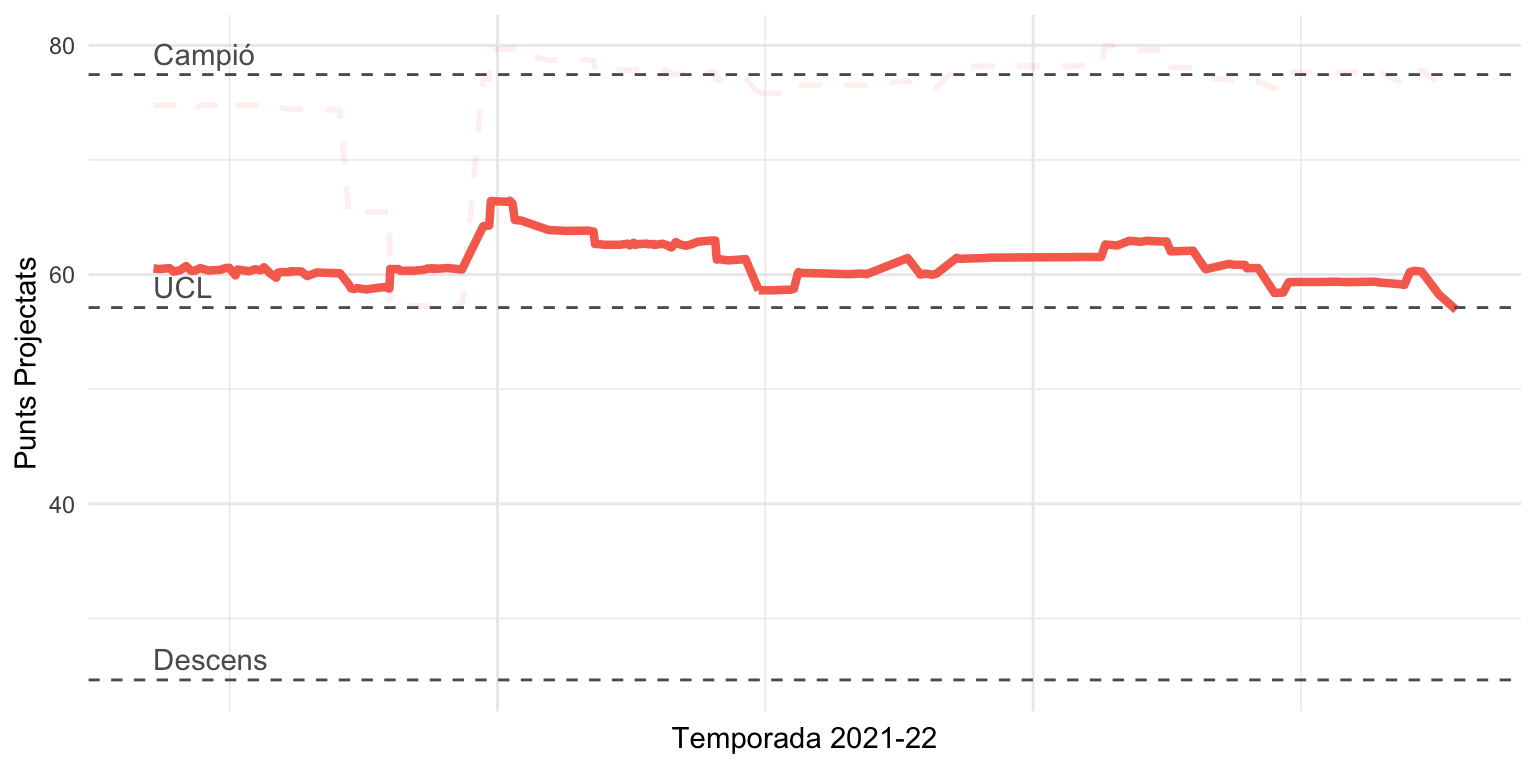 80
Campió
60
UCL
40
Descens
Punts Projectats
Temporada 2021-22